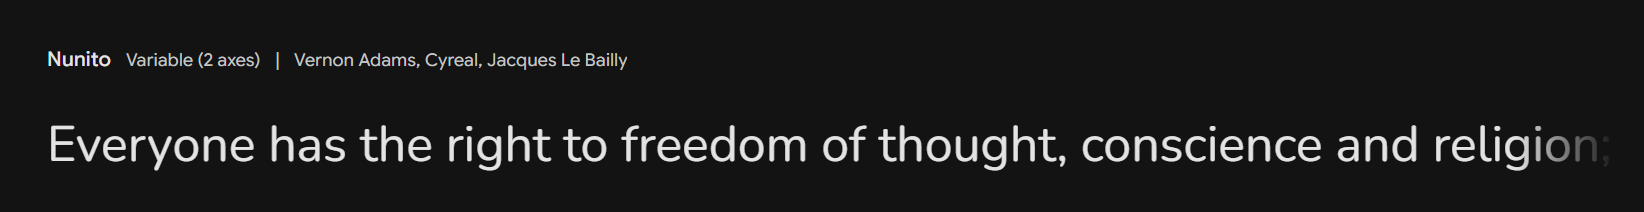 Nunito Variable (2 axes) | Vernon Adams, Cyreal, Jacques Le Bailly
Everyone has the right to freedom of thought, conscience and religion;